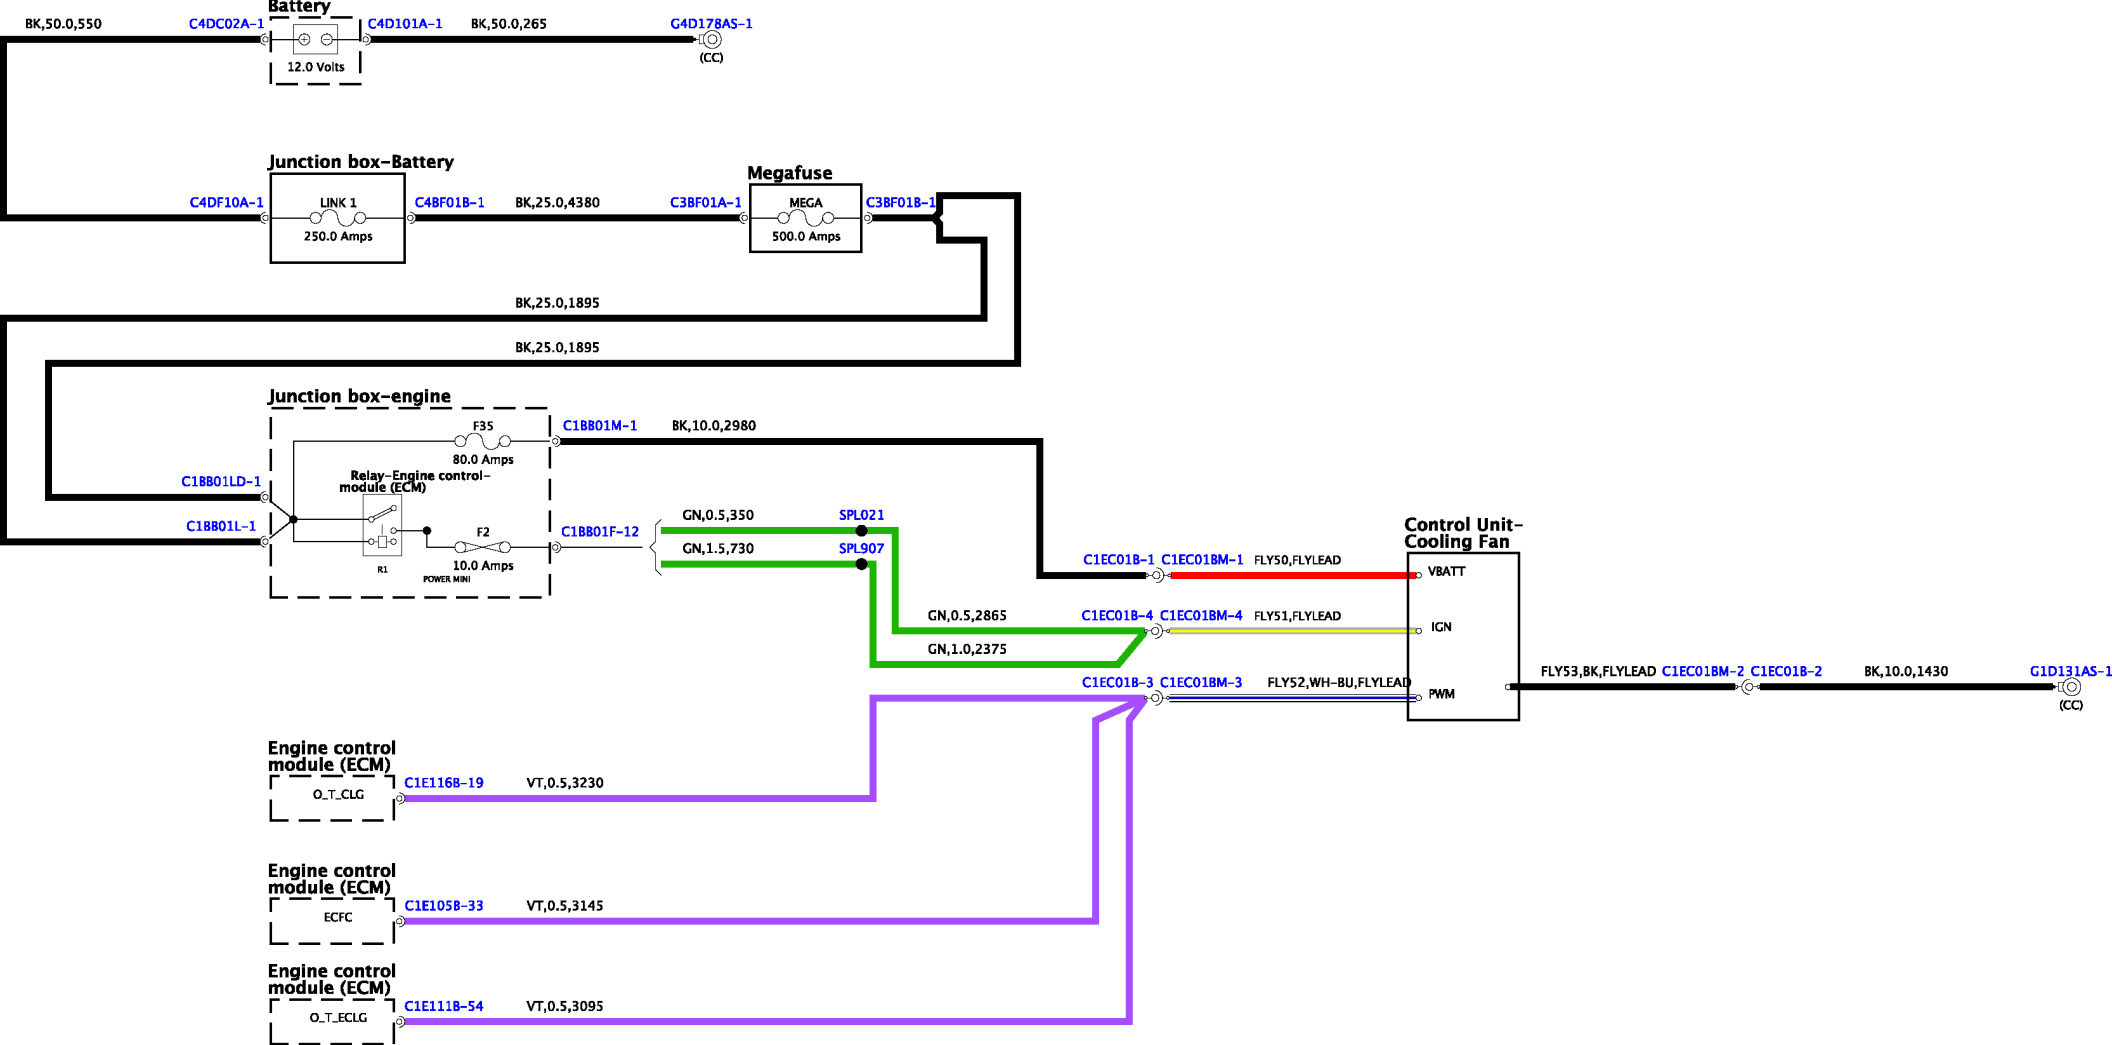 Battery
BK,50.0,550
C4DC02A-1
C4D101A-1
BK,50.0,265
G4D178AS-1
12.0 Volts
(CC)
Junction box-Battery
Megafuse
C4DF10A-1
LINK 1
C4BF01B-1
BK,25.0,4380
C3BF01A-1
MEGA
C3BF01B-1
250.0 Amps
500.0 Amps
BK,25.0,1895
BK,25.0,1895
Junction box-engine
F35
C1BB01M-1
BK,10.0,2980
80.0 Amps
Relay-Engine control-
module (ECM)
C1BB01LD-1
C1BB01L-1
F2
C1BB01F-12
GN,0.5,350
SPL021
GN,1.5,730
SPL907
R1
10.0 Amps
POWER MINI
Control Unit-
Cooling Fan
C1EC01B-1
C1EC01BM-1
FLY50,FLYLEAD
VBATT
GN,0.5,2865
C1EC01B-4
C1EC01BM-4
FLY51,FLYLEAD
IGN
GN,1.0,2375
C1EC01B-3
C1EC01BM-3
FLY52,WH-BU,FLYLEAD
PWM
FLY53,BK,FLYLEAD
C1EC01BM-2
C1EC01B-2
BK,10.0,1430
G1D131AS-1
(CC)
Engine control
module (ECM)
O_T_CLG
C1E116B-19
VT,0.5,3230
Engine control
module (ECM)
ECFC
C1E105B-33
VT,0.5,3145
Engine control
module (ECM)
O_T_ECLG
C1E111B-54
VT,0.5,3095